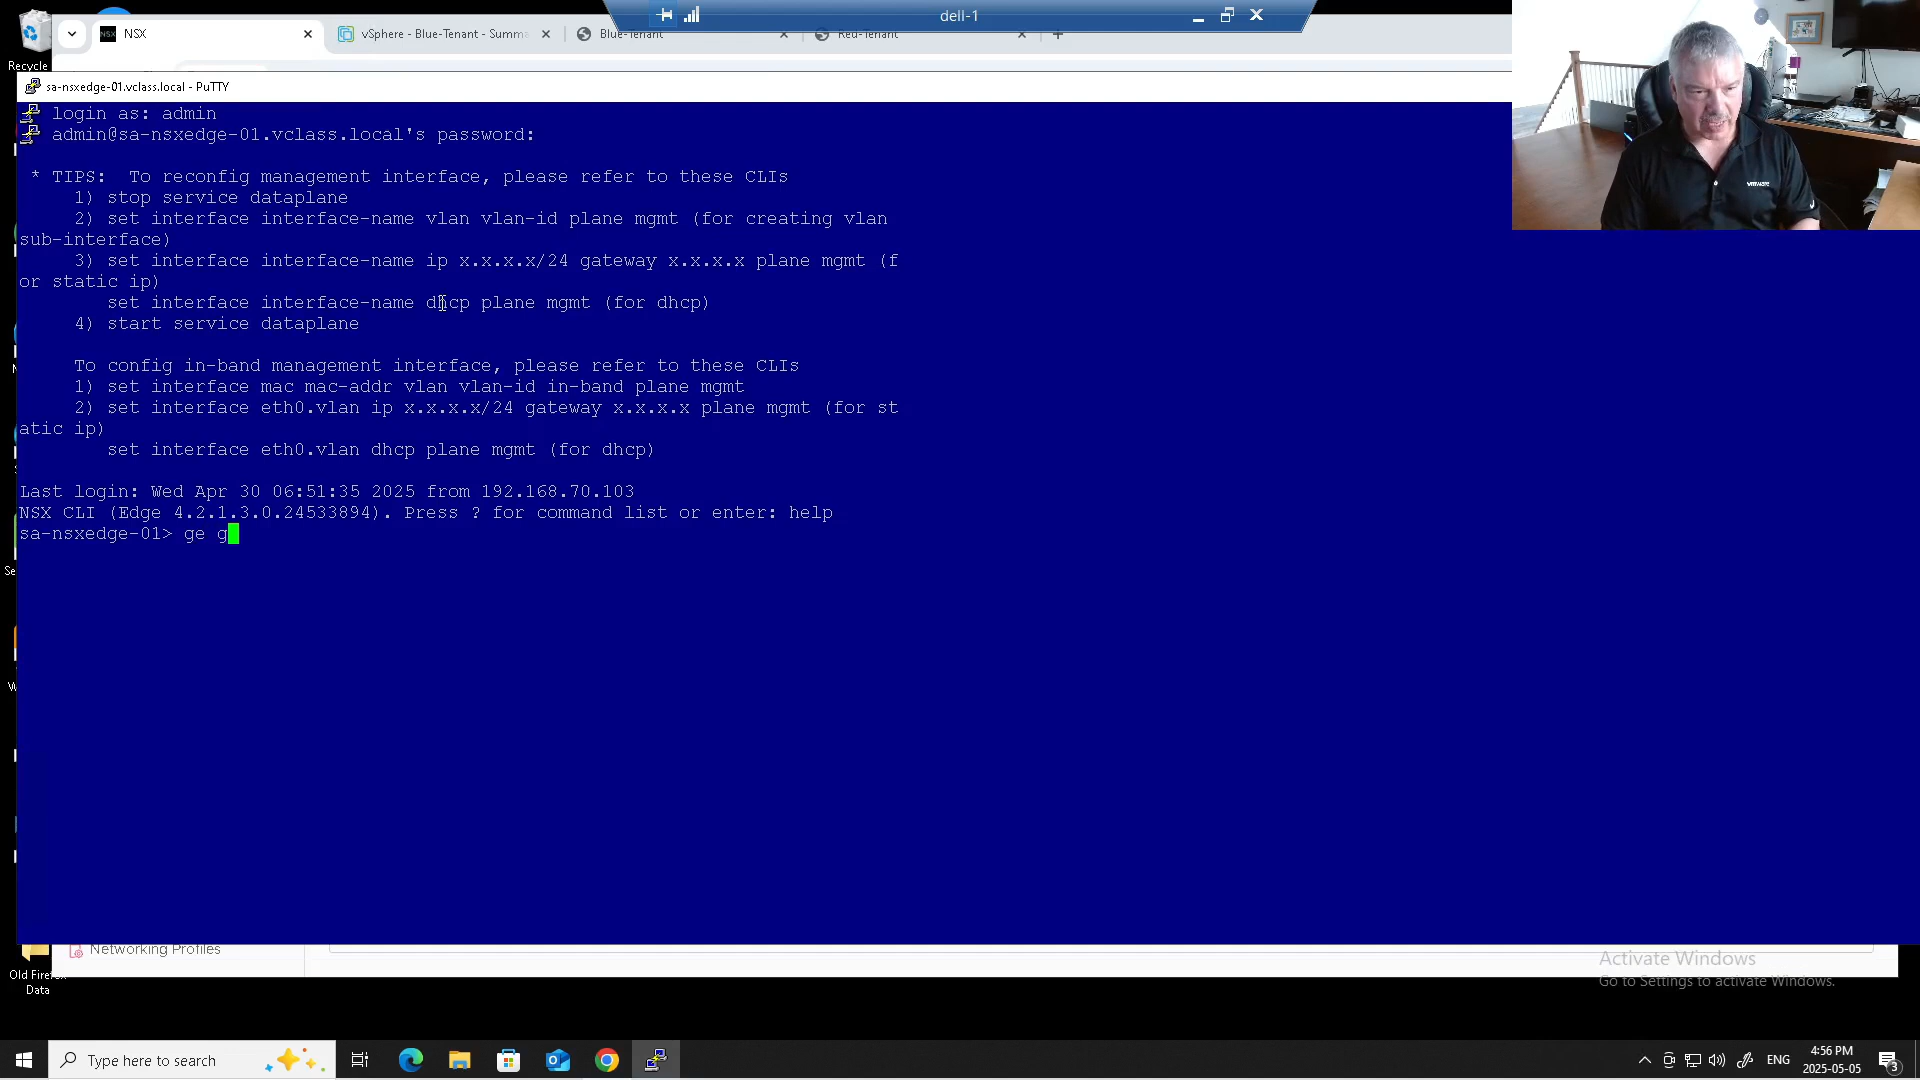 dell-1
NSX
vSphere - Blue-Tenant - Summ
Blue-Tenant
Red-Tenant
Recycle
sa-nsxedge-01.vclass.local - PuTTY
login as: admin
admin@sa-nsxedge-01.vclass.local's password:
* TIPS: To reconfig management interface, please refer to these CLIs
1) stop service dataplane
2) set interface interface-name vlan vlan-id plane mgmt (for creating vlan
sub-interface)
3) set interface interface-name ip x.x.x.x/24 gateway x.x.x.x plane mgmt (f
or static ip)
set interface interface-name dhcp plane mgmt (for dhcp)
4) start service dataplane
To config in-band management interface, please refer to these CLIs
1) set interface mac mac-addr vlan vlan-id in-band plane mgmt
2) set interface eth0.vlan ip x.x.x.x/24 gateway x.x.x.x plane mgmt (for st
atic ip)
set interface eth0.vlan dhcp plane mgmt (for dhcp)
Last login: Wed Apr 30 06:51:35 2025 from 192.168.70.103
NSX CLI (Edge 4.2.1.3.0.24533894). Press ? for command list or enter: help
sa-nsxedge-01> ge g
Se
Networking Profiles
Old Firef
Data
Activate Windows
Go to Settings to activate Windows.
Type here to search
ENG
4:56 PM
2025-05-05
3
vmware